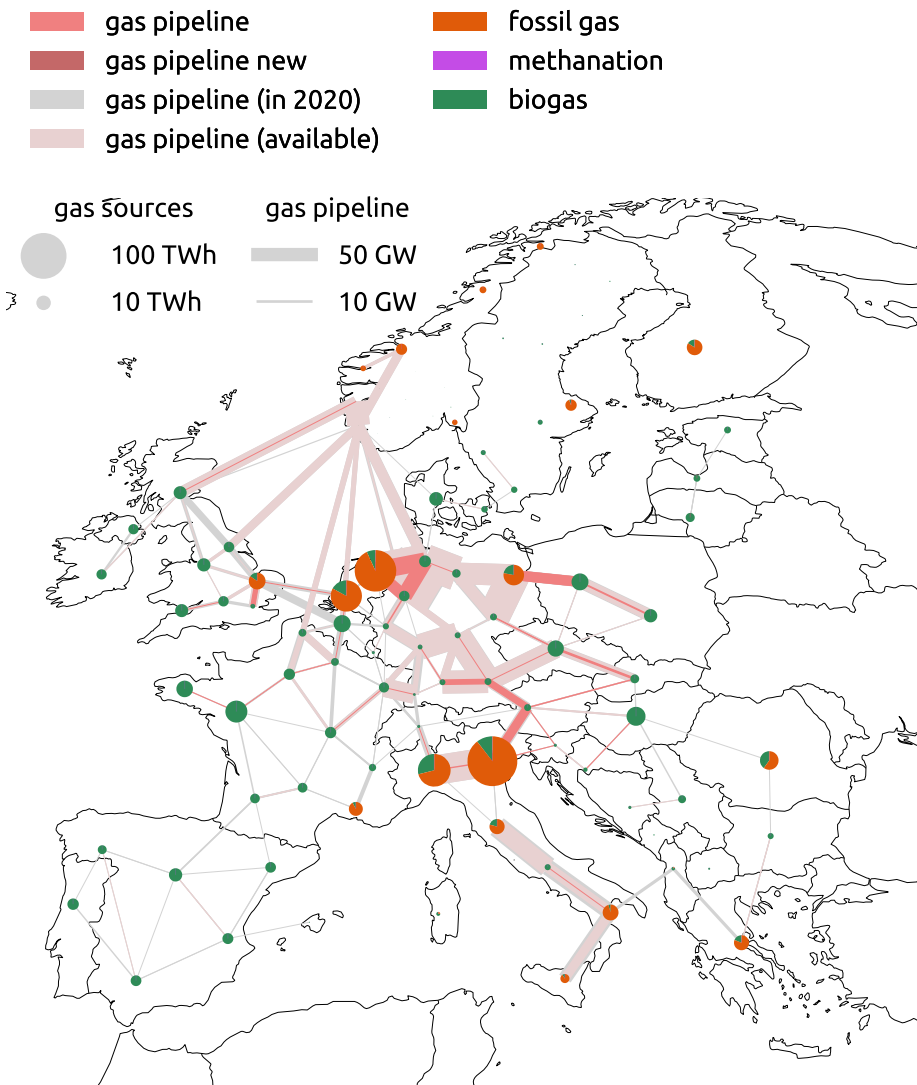 gas pipeline
gas pipeline new
gas pipeline (in 2020)
gas pipeline (available)
fossil gas
methanation
biogas
gas sources
100 TWh
10 TWh
gas pipeline
50 GW
10 GW